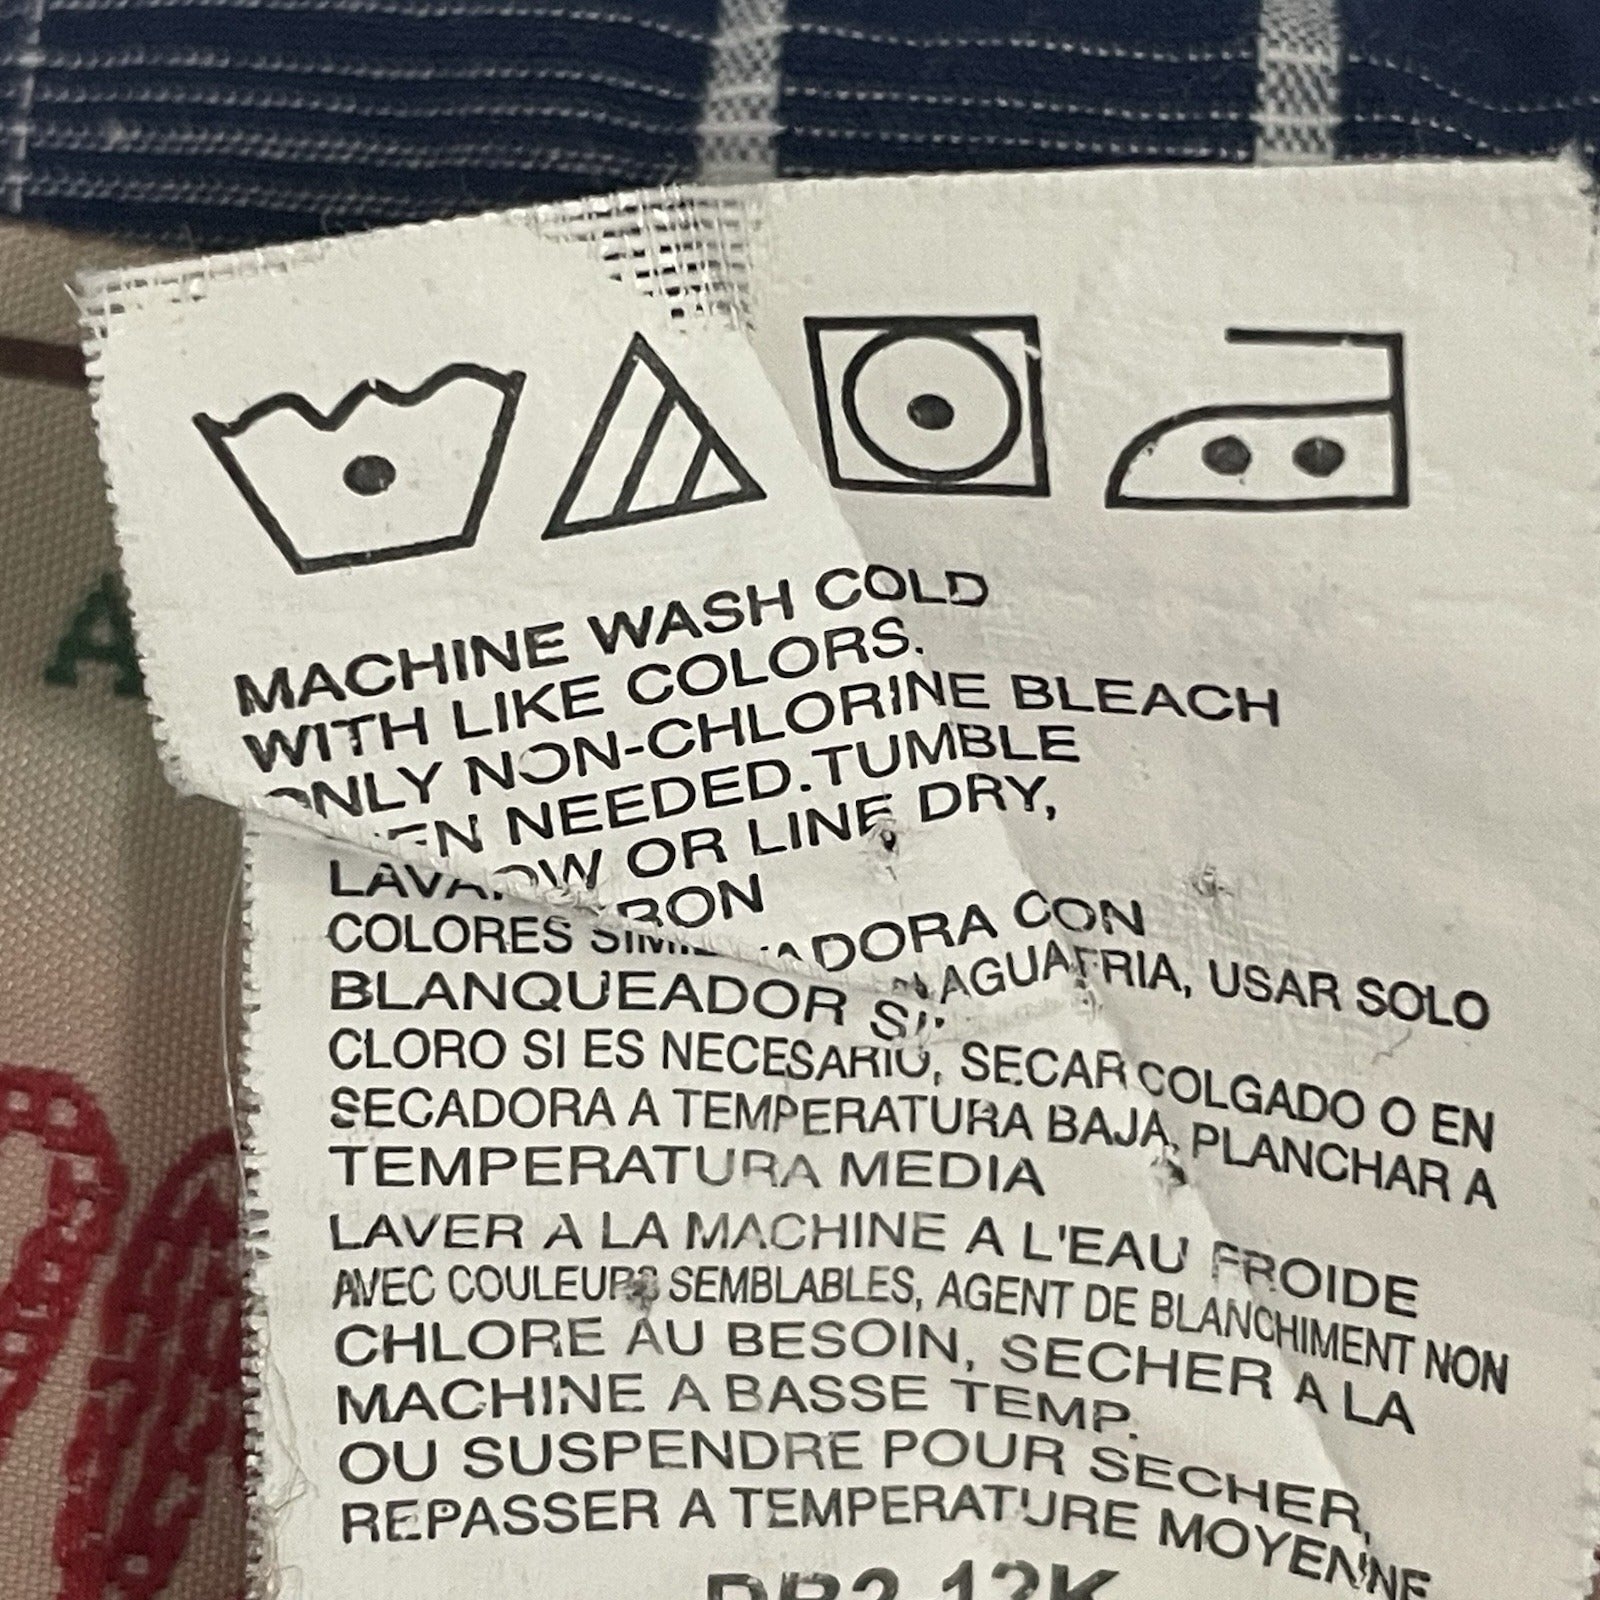 MACHINE WASH COLD
WITH LIKE COLORS.
ONLY NON-CHLORINE BLEACH
NEEDED. TUMBLE
OR LINE DRY,
COLORES CON
BLANQUEADOR AGUA FRIA, USAR SOLO
CLORO SI ES NECESARIO, SECAR COLGADO O EN
SECADORA A TEMPERATURA BAJA, PLANCHAR A
TEMPERATURA MEDIA
LAVER A LA MACHINE A L'EAU FROIDE
AVEC COULEURS SEMBLABLES, AGENT DE BLANCHIMENT NON
CHLORE AU BESOIN, SECHER A LA
MACHINE A BASSE TEMP.
OU SUSPENDRE POUR SECHER,
REPASSER A TEMPERATURE MOYENNE